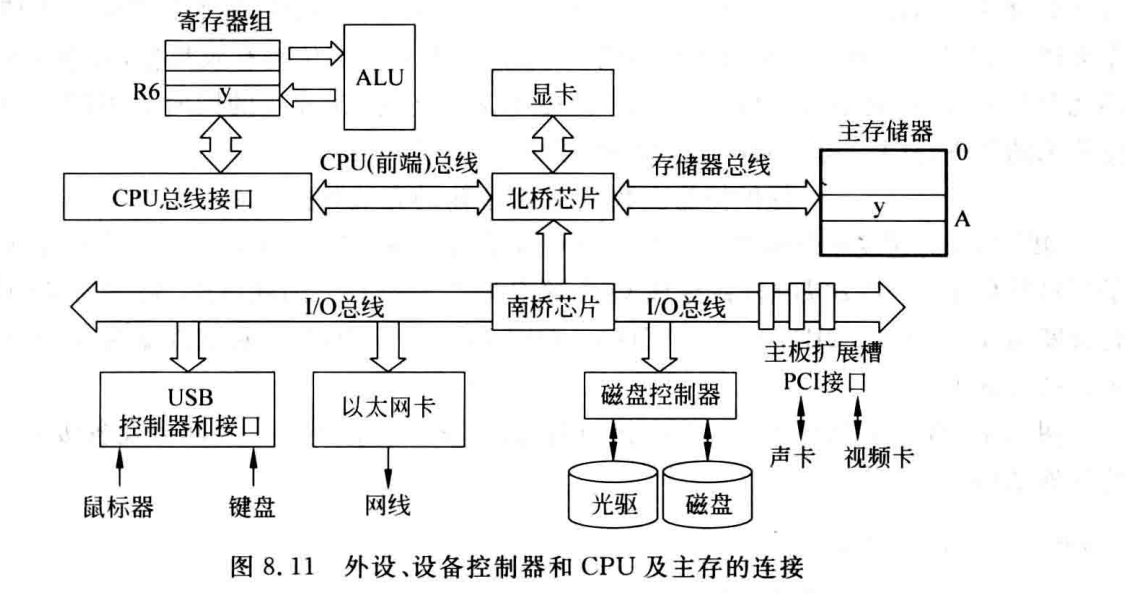 寄存器组
ALU
R6
y
显卡
主存储器
0
CPU(前端)总线
存储器总线
CPU总线接口
北桥芯片
y
A
I/O总线
南桥芯片
I/O总线
主板扩展槽
PCI接口
USB
控制器和接口
以太网卡
磁盘控制器
声卡
视频卡
鼠标器
键盘
网线
光驱
磁盘
图 8.11 外设、设备控制器和 CPU 及主存的连接